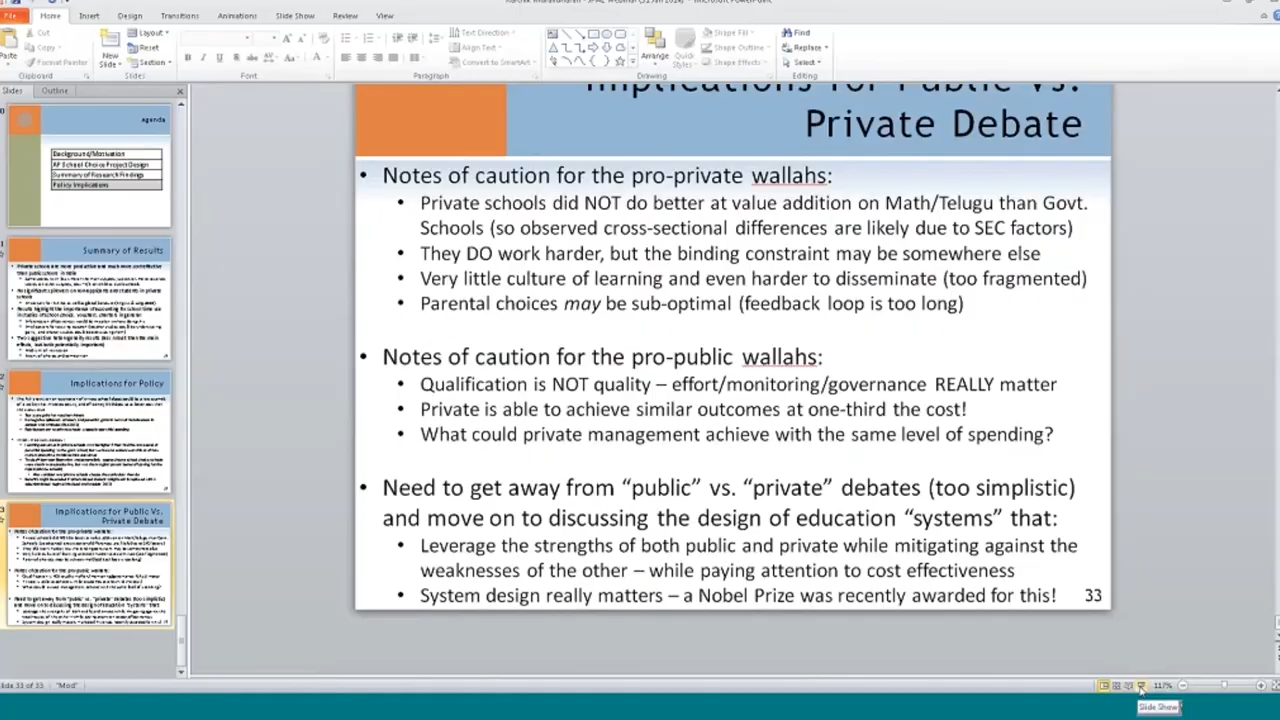 File Home Insert Design Transitions Animations Slide Show Review View
Cut
Copy
Format Painter
Paste
Clipboard
New
Slide
Layout
Reset
Section
Slides
Font
Text Direction
Align Text
Convert to SmartArt
Paragraph
Arrange
Quick
Styles
Shape Fill
Shape Outline
Shape Effects
Drawing
Find
Replace
Select
Editing
Slides Outline
Agenda
Background/Motivation
AP School Choice Project Design
Summary of Research Findings
Policy Implications
Summary of Results
Implications for Policy
Implications for Public Vs.
Private Debate
Implications for Public Vs.
Private Debate
• Notes of caution for the pro-private wallahs:
• Private schools did NOT do better at value addition on Math/Telugu than Govt.
Schools (so observed cross-sectional differences are likely due to SEC factors)
• They DO work harder, but the binding constraint may be somewhere else
• Very little culture of learning and extremely hard to disseminate (too fragmented)
• Parental choices may be sub-optimal (feedback loop is too long)
• Notes of caution for the pro-public wallahs:
• Qualification is NOT quality – effort/monitoring/governance REALLY matter
• Private schools achieve similar outcomes at one-third the cost!
• What could private management achieve with the same level of spending?
• Need to get away from “public” vs. “private” debates (too simplistic)
and move on to discussing the design of education “systems” that:
• Leverage the strengths of both public and private while mitigating against the
weaknesses of the other – while paying attention to cost effectiveness
• System design really matters – a Nobel Prize was recently awarded for this!
33
Slide 33 of 33 "Mod"
117%
Slide Show